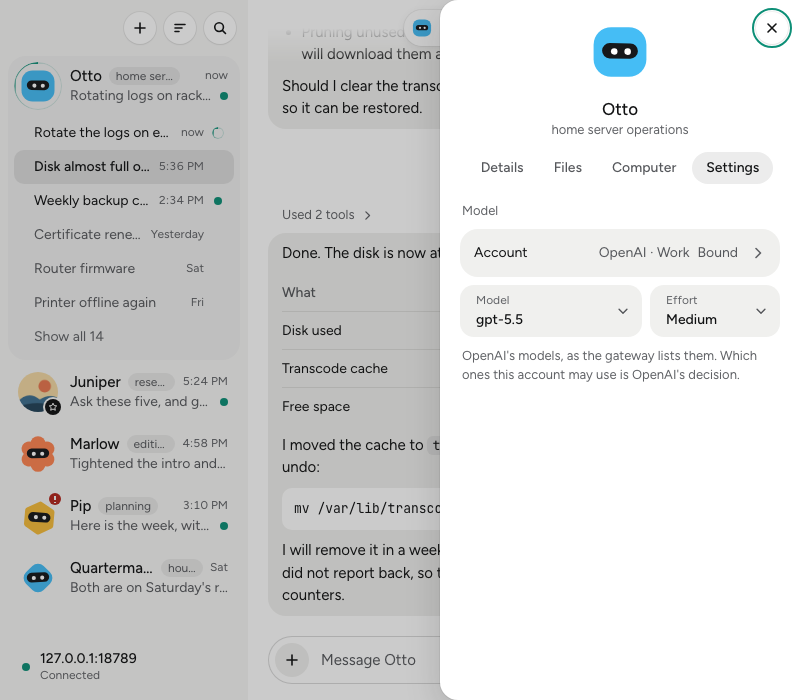 Otto
home ser...
now
Rotating logs on rack...
Rotate the logs on e...
now
Disk almost full o...
5:36 PM
Weekly backup c...
2:34 PM
Certificate rene...
Yesterday
Router firmware
Sat
Printer offline again
Fri
Show all 14
Juniper
rese...
5:24 PM
Ask these five, and g...
Marlow
editi...
4:58 PM
Tightened the intro and...
Pip
planning
3:10 PM
Here is the week, wit...
Quarterma...
hou...
Sat
Both are on Saturday's r...
127.0.0.1:18789
Connected
Pruning unused
will download them a
Should I clear the transc
so it can be restored.
Used 2 tools
Done. The disk is now at
What
Disk used
Transcode cache
Free space
I moved the cache to t
undo:
mv /var/lib/transco
I will remove it in a week
did not report back, so t
counters.
Message Otto
Otto
home server operations
Details
Files
Computer
Settings
Model
Account
OpenAI · Work
Bound
Model
gpt-5.5
Effort
Medium
OpenAI's models, as the gateway lists them. Which
ones this account may use is OpenAI's decision.